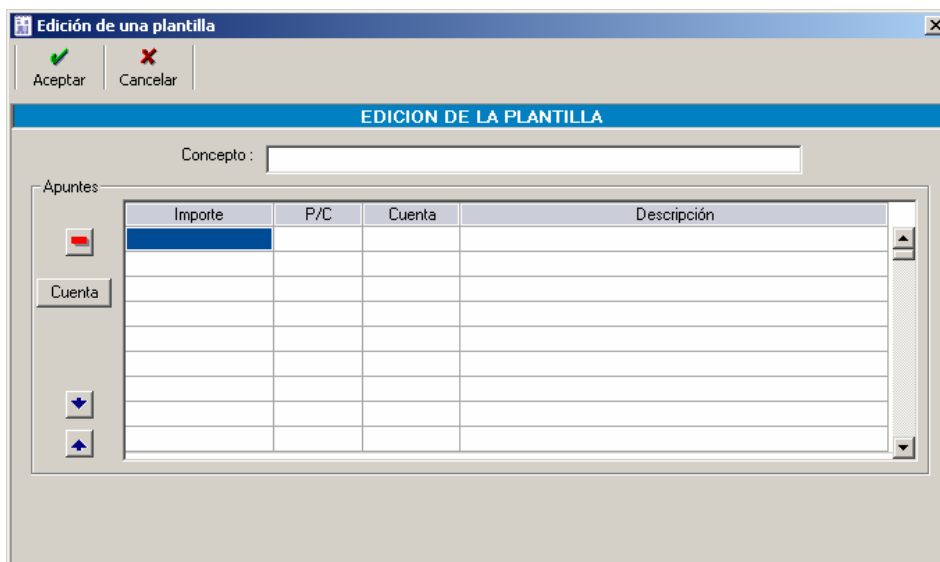 Edición de una plantilla
Aceptar Cancelar
EDICION DE LA PLANTILLA
Concepto :
Apuntes
Importe P/C Cuenta Descripción
Cuenta